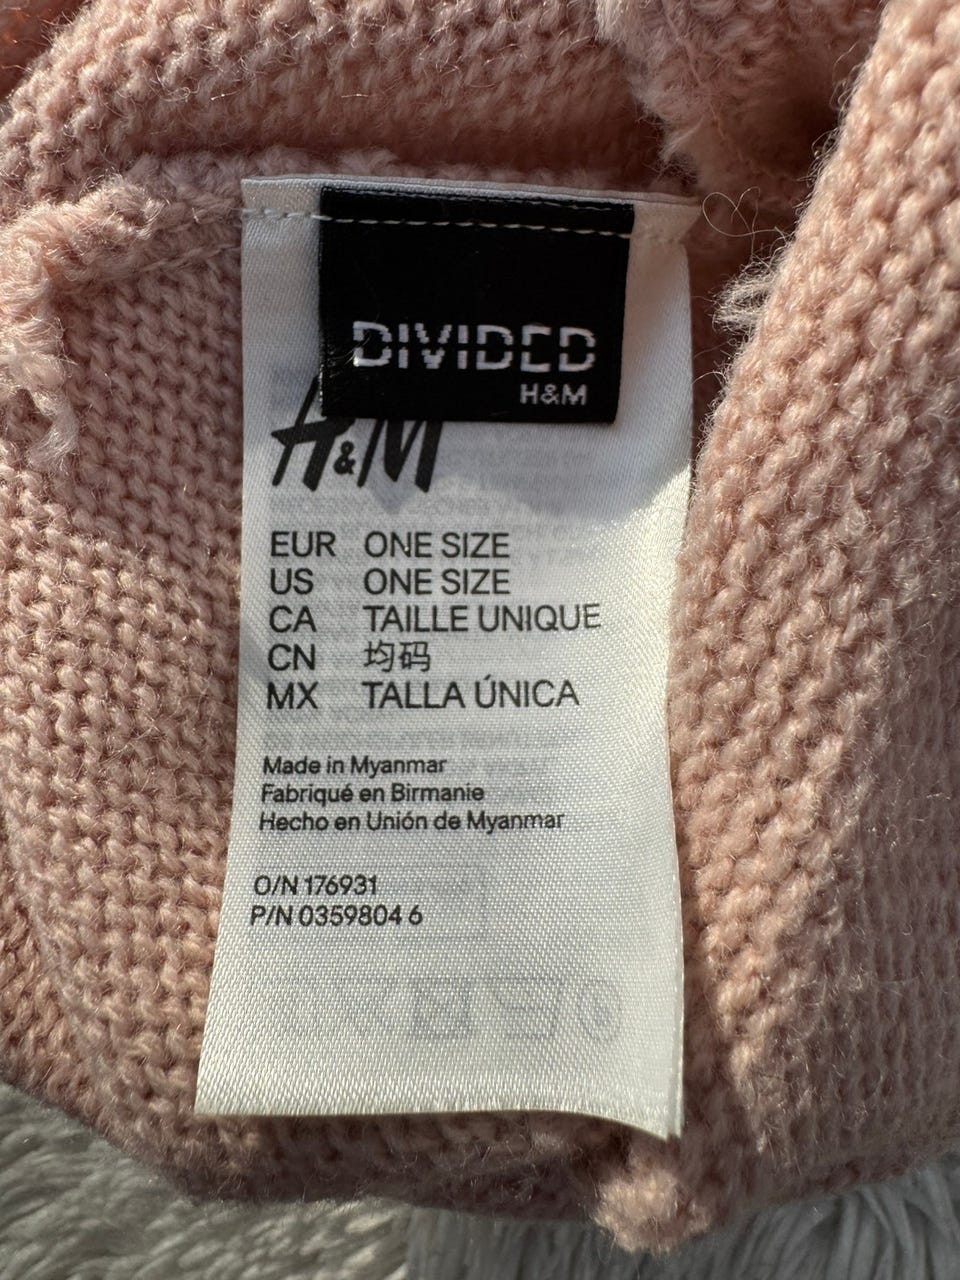 DIVIDED
H&M
H&M
EUR ONE SIZE
US ONE SIZE
CA TAILLE UNIQUE
CN 均码
MX TALLA ÚNICA
Made in Myanmar
Fabriqué en Birmanie
Hecho en Unión de Myanmar
O/N 176931
P/N 0359804 6